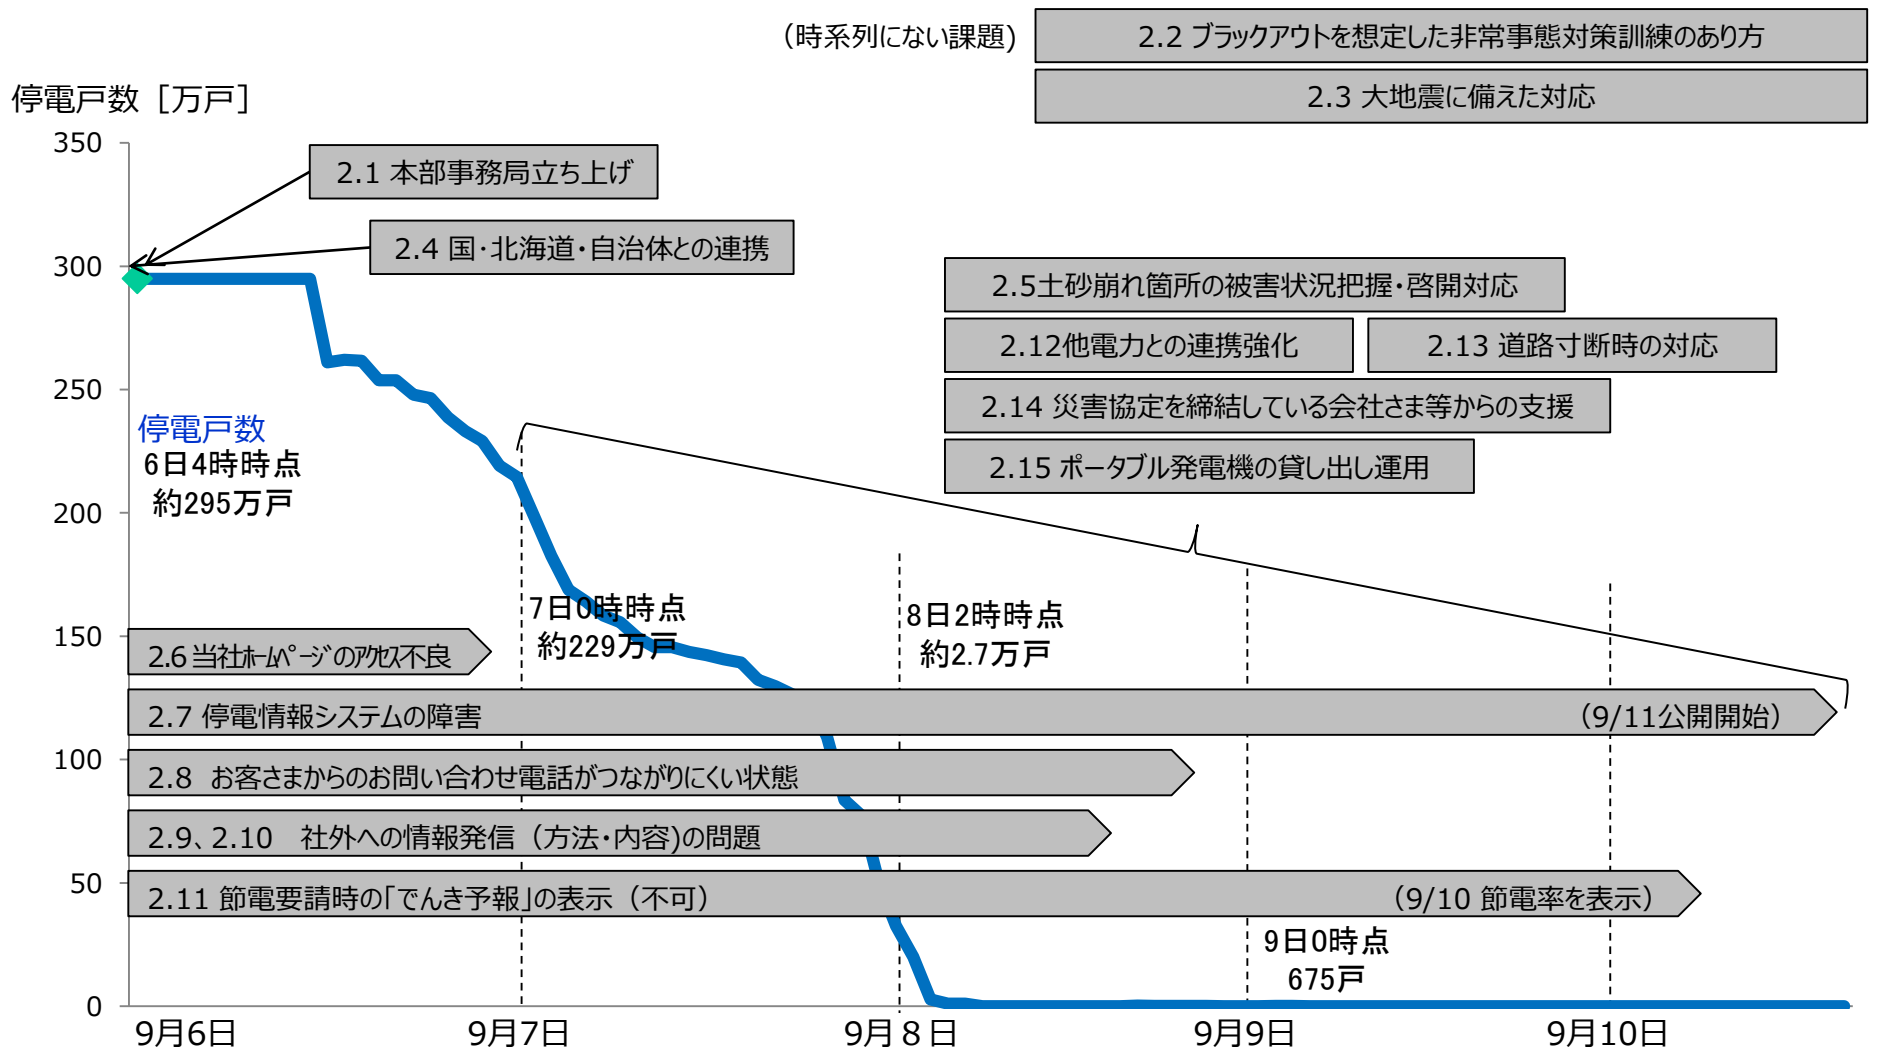 （時系列にない課題)
2.2 ブラックアウトを想定した非常事態対策訓練のあり方
2.3 大地震に備えた対応
停電戸数［万戸］
350
2.1 本部事務局立ち上げ
2.4 国・北海道・自治体との連携
300
2.5土砂崩れ箇所の被害状況把握・啓開対応
2.12他電力との連携強化
2.13 道路寸断時の対応
250
2.14 災害協定を締結している会社さま等からの支援
停電戸数
6日4時時点
約295万戸
2.15 ポータブル発電機の貸し出し運用
200
7日0時時点
約229万戸
8日2時時点
約2.7万戸
150
2.6 当社ﾎｰﾑﾍﾟｰｼﾞのｱｸｾｽ不良
2.7 停電情報システムの障害
（9/11公開開始）
100
2.8 お客さまからのお問い合わせ電話がつながりにくい状態
2.9、2.10　社外への情報発信（方法・内容)の問題
50
2.11 節電要請時の「でんき予報」の表示（不可）
（9/10 節電率を表示）
9日0時点
675戸
0
9月6日
9月7日
9月８日
9月9日
9月10日